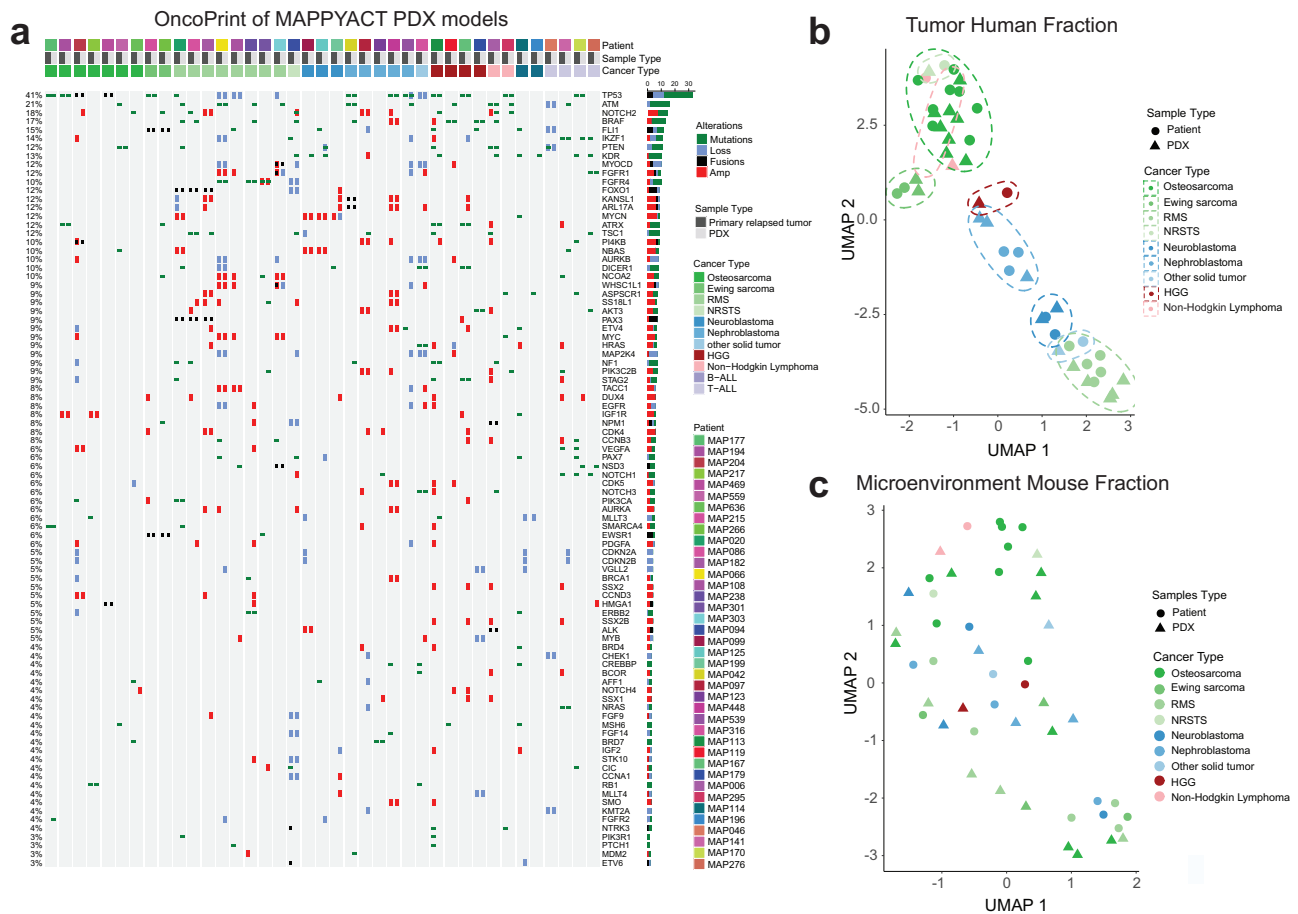 OncoPrint of MAPPYACT PDX models
a
Patient
Sample Type
Cancer Type
0 10 20 30
41% TP53
21% ATM
18% NOTCH2
17% BRAF
15% FLI1
14% IKZF1
12% PTEN
13% KDR
12% MYOCD
12% FGFR1
10% FGFR4
12% FOXO1
12% KANSL1
12% ARL17A
12% MYCN
12% ATRX
12% TSC1
10% PI4KB
10% NBAS
10% AURKB
10% DICER1
10% NCOA2
9% WHSC1L1
9% ASPSCR1
9% SS18L1
9% AKT3
9% PAX3
9% ETV4
9% MYC
9% HRAS
9% MAP2K4
9% NF1
9% PIK3C2B
9% STAG2
8% TACC1
8% DUX4
8% EGFR
8% IGF1R
8% NPM1
8% CDK4
8% CCNB3
8% VEGFA
8% PAX7
6% NSD3
6% NOTCH1
6% CDK5
6% NOTCH3
6% PIK3CA
6% AURKA
6% MLLT3
6% SMARCA4
6% EWSR1
6% PDGFA
5% CDKN2A
5% CDKN2B
5% VGLL2
5% BRCA1
5% SSX2
5% CCND3
5% HMGA1
5% ERBB2
5% SSX2B
5% ALK
5% MYB
4% BRD4
4% CHEK1
4% CREBBP
4% BCOR
4% AFF1
4% NOTCH4
4% SSX1
4% NRAS
4% FGF9
4% MSH6
4% FGF14
4% BRD7
4% IGF2
4% STK10
4% CIC
4% CCNA1
4% RB1
4% MLLT4
4% SMO
4% KMT2A
4% FGFR2
4% NTRK3
3% PIK3R1
3% PTCH1
3% MDM2
3% ETV6
Alterations
Mutations
Loss
Fusions
Amp
Sample Type
Primary relapsed tumor
PDX
Cancer Type
Osteosarcoma
Ewing sarcoma
RMS
NRSTS
Neuroblastoma
Nephroblastoma
other solid tumor
HGG
Non-Hodgkin Lymphoma
B-ALL
T-ALL
Patient
MAP177
MAP194
MAP204
MAP217
MAP469
MAP559
MAP636
MAP215
MAP266
MAP020
MAP086
MAP182
MAP066
MAP108
MAP238
MAP301
MAP303
MAP094
MAP099
MAP125
MAP199
MAP042
MAP097
MAP123
MAP448
MAP539
MAP316
MAP113
MAP119
MAP167
MAP179
MAP006
MAP295
MAP114
MAP196
MAP046
MAP141
MAP170
MAP276
b
Tumor Human Fraction
UMAP 2
2.5
0.0
-2.5
-5.0
-2 -1 0 1 2 3
UMAP 1
Sample Type
Patient
PDX
Cancer Type
Osteosarcoma
Ewing sarcoma
RMS
NRSTS
Neuroblastoma
Nephroblastoma
Other solid tumor
HGG
Non-Hodgkin Lymphoma
c
Microenvironment Mouse Fraction
UMAP 2
3
2
1
0
-1
-2
-3
-1 0 1 2
UMAP 1
Samples Type
Patient
PDX
Cancer Type
Osteosarcoma
Ewing sarcoma
RMS
NRSTS
Neuroblastoma
Nephroblastoma
Other solid tumor
HGG
Non-Hodgkin Lymphoma